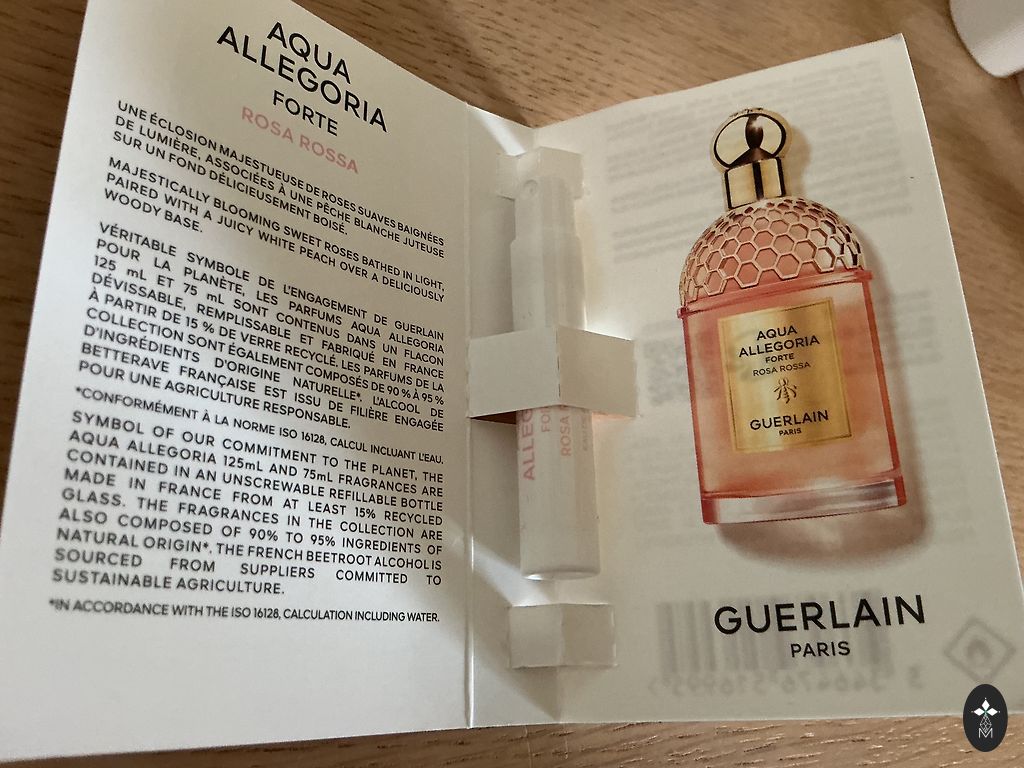 AQUA
ALLEGORIA
FORTE
ROSA ROSSA
UNE ÉCLOSION MAJESTUEUSE DE ROSES SUAVES BAIGNÉES
DE LUMIÈRE, ASSOCIÉES À UNE PÊCHE BLANCHE JUTEUSE
SUR UN FOND DÉLICIEUSEMENT BOISÉ.
MAJESTICALLY BLOOMING SWEET ROSES BATHED IN LIGHT,
PAIRED WITH A JUICY WHITE PEACH OVER A DELICIOUSLY
WOODY BASE.
VÉRITABLE SYMBOLE DE L'ENGAGEMENT DE GUERLAIN
POUR LA PLANÈTE, LES PARFUMS AQUA ALLEGORIA
125 mL ET 75 mL SONT CONTENUS DANS UN FLACON
DÉVISSABLE, REMPLISSABLE ET FABRIQUÉ EN FRANCE
À PARTIR DE 15 % DE VERRE RECYCLÉ. LES PARFUMS DE LA
COLLECTION SONT ÉGALEMENT COMPOSÉS DE 90 % À 95 %
D'INGRÉDIENTS D'ORIGINE NATURELLE*. L'ALCOOL DE
BETTERAVE FRANÇAISE EST ISSU DE FILIÈRE ENGAGÉE
POUR UNE AGRICULTURE RESPONSABLE.
*CONFORMÉMENT À LA NORME ISO 16128, CALCUL INCLUANT L'EAU.
SYMBOL OF OUR COMMITMENT TO THE PLANET, THE
AQUA ALLEGORIA 125mL AND 75mL FRAGRANCES ARE
CONTAINED IN AN UNSCREWABLE REFILLABLE BOTTLE
MADE IN FRANCE FROM AT LEAST 15% RECYCLED
GLASS. THE FRAGRANCES IN THE COLLECTION ARE
ALSO COMPOSED OF 90% TO 95% INGREDIENTS OF
NATURAL ORIGIN*. THE FRENCH BEETROOT ALCOHOL IS
SOURCED FROM SUPPLIERS COMMITTED TO
SUSTAINABLE AGRICULTURE.
*IN ACCORDANCE WITH THE ISO 16128, CALCULATION INCLUDING WATER.
ALLEG
FO
ROSA R
AQUA
ALLEGORIA
FORTE
ROSA ROSSA
GUERLAIN
PARIS
GUERLAIN
PARIS